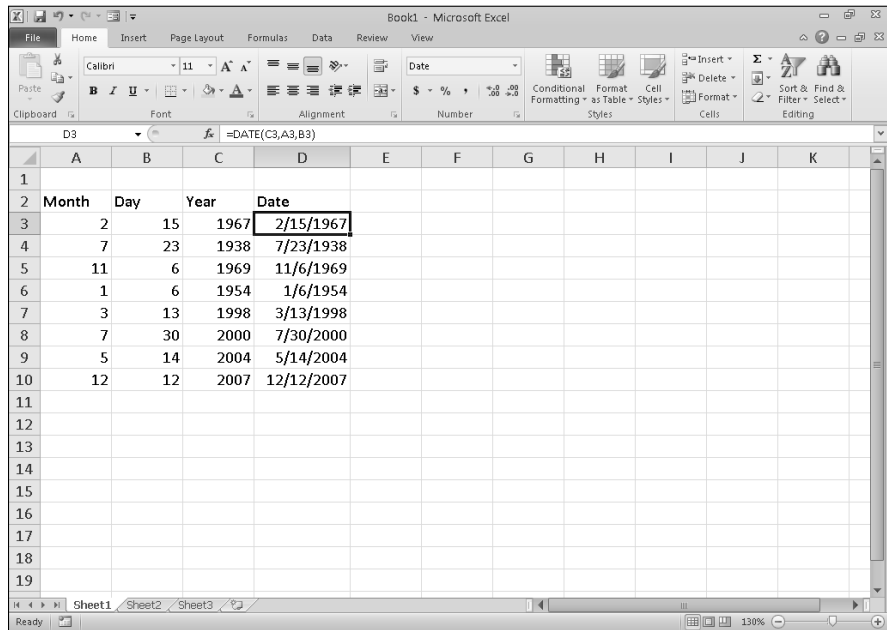 Book1 - Microsoft Excel
File Home Insert Page Layout Formulas Data Review View
Paste
Calibri 11 A A
B I U A
Date
$ % , .0 .00 .00 .0
Conditional Formatting Format as Table Cell Styles
Insert
Delete
Format
Σ
Sort & Filter Find & Select
Clipboard Font Alignment Number Styles Cells Editing
D3 fx =DATE(C3,A3,B3)
A B C D E F G H I J K
1
2 Month Day Year Date
3 2 15 1967 2/15/1967
4 7 23 1938 7/23/1938
5 11 6 1969 11/6/1969
6 1 6 1954 1/6/1954
7 3 13 1998 3/13/1998
8 7 30 2000 7/30/2000
9 5 14 2004 5/14/2004
10 12 12 2007 12/12/2007
11
12
13
14
15
16
17
18
19
Sheet1 Sheet2 Sheet3
Ready 130%